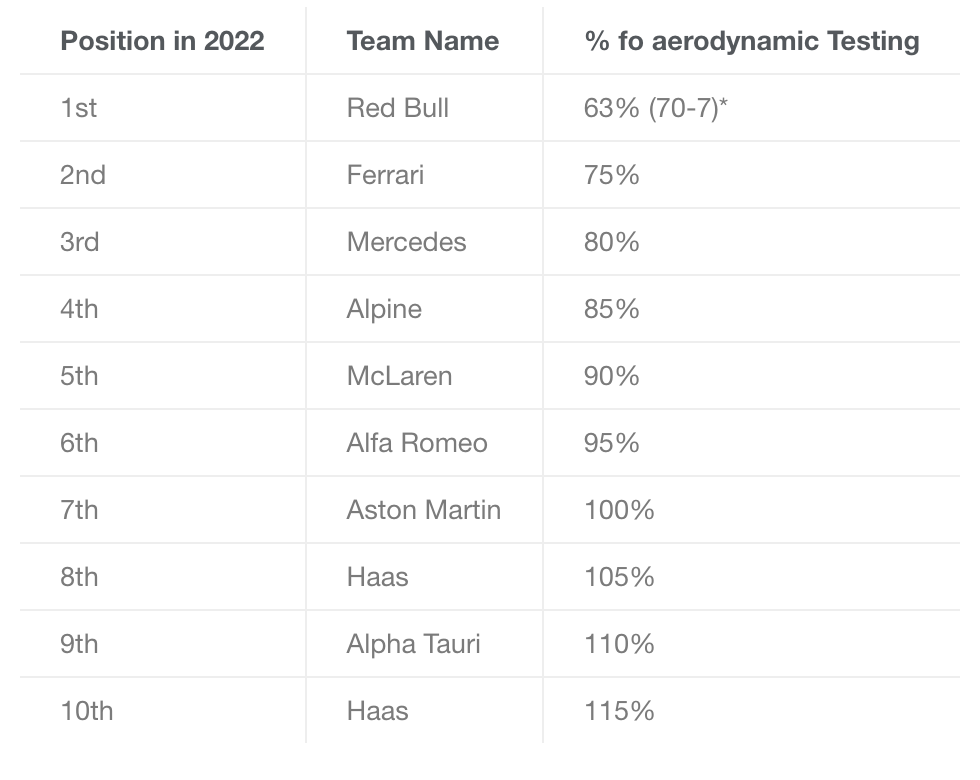 Position in 2022 Team Name % fo aerodynamic Testing
1st Red Bull 63% (70-7)*
2nd Ferrari 75%
3rd Mercedes 80%
4th Alpine 85%
5th McLaren 90%
6th Alfa Romeo 95%
7th Aston Martin 100%
8th Haas 105%
9th Alpha Tauri 110%
10th Haas 115%